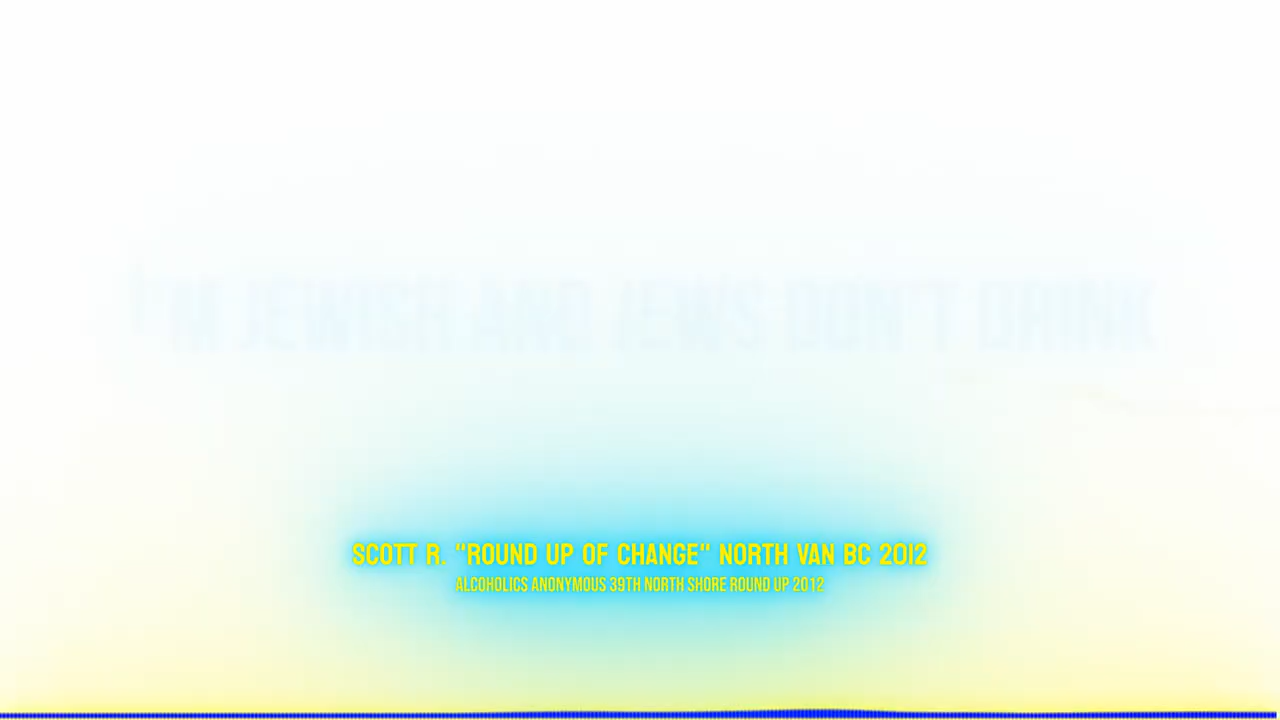 I'M JEWISH AND JEWS DON'T DRINK
SCOTT R. "ROUND UP OF CHANGE" NORTH VAN BC 2012
ALCOHOLICS ANONYMOUS 39TH NORTH SHORE ROUND UP 2012